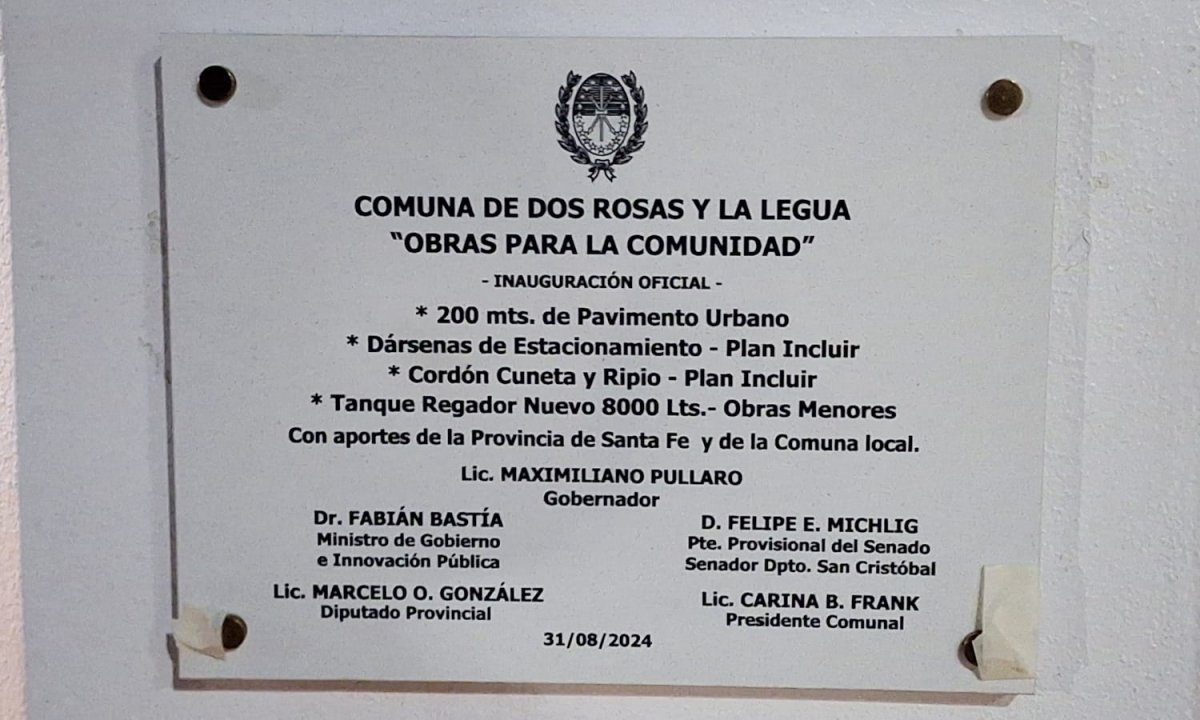 COMUNA DE DOS ROSAS Y LA LEGUA
"OBRAS PARA LA COMUNIDAD"
- INAUGURACIÓN OFICIAL -
* 200 mts. de Pavimento Urbano
* Dársenas de Estacionamiento - Plan Incluir
* Cordón Cuneta y Ripio - Plan Incluir
* Tanque Regador Nuevo 8000 Lts.- Obras Menores
Con aportes de la Provincia de Santa Fe y de la Comuna local.
Lic. MAXIMILIANO PULLARO
Gobernador
Dr. FABIÁN BASTÍA
Ministro de Gobierno
e Innovación Pública
D. FELIPE E. MICHLIG
Pte. Provisional del Senado
Senador Dpto. San Cristóbal
Lic. MARCELO O. GONZÁLEZ
Diputado Provincial
Lic. CARINA B. FRANK
Presidente Comunal
31/08/2024